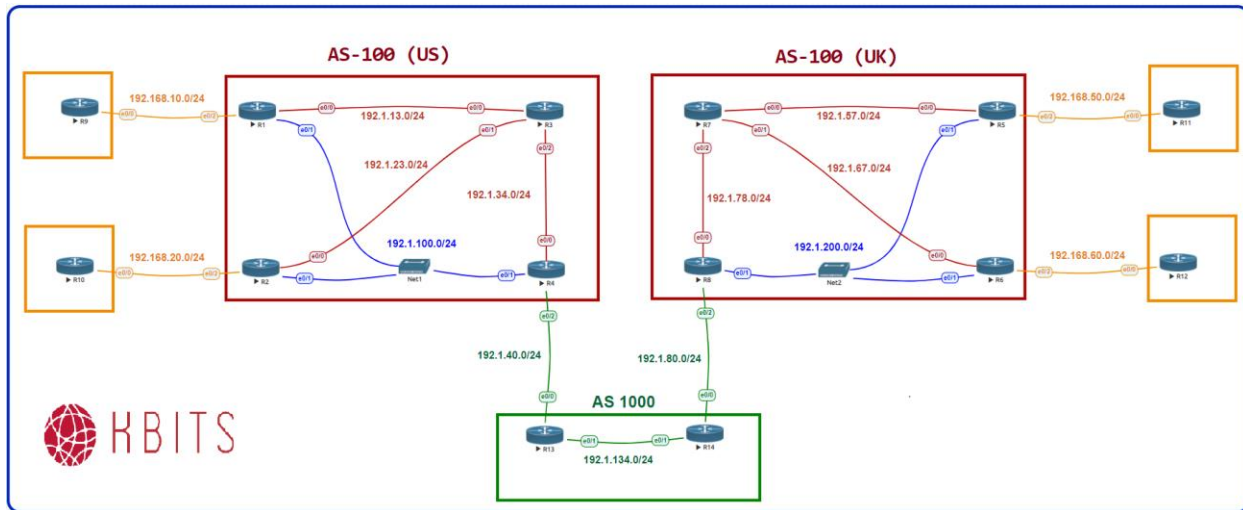 AS-100 (US)
AS-100 (UK)
192.168.10.0/24
e0/0
e0/2
R9
R1
e0/0
e0/0
192.1.13.0/24
e0/1
e0/1
R3
e0/2
192.1.23.0/24
192.1.34.0/24
192.168.20.0/24
e0/0
e0/2
R10
R2
e0/0
e0/1
192.1.100.0/24
Net1
e0/0
e0/1
R4
e0/2
R7
e0/0
e0/0
192.1.57.0/24
e0/1
e0/1
R5
e0/2
e0/0
192.168.50.0/24
R11
e0/2
192.1.67.0/24
192.1.78.0/24
e0/0
192.1.200.0/24
e0/1
R8
Net2
e0/0
e0/1
R6
e0/2
e0/0
192.168.60.0/24
R12
e0/2
192.1.40.0/24
192.1.80.0/24
e0/0
e0/0
AS 1000
R13
e0/1
e0/1
R14
192.1.134.0/24
KBITS